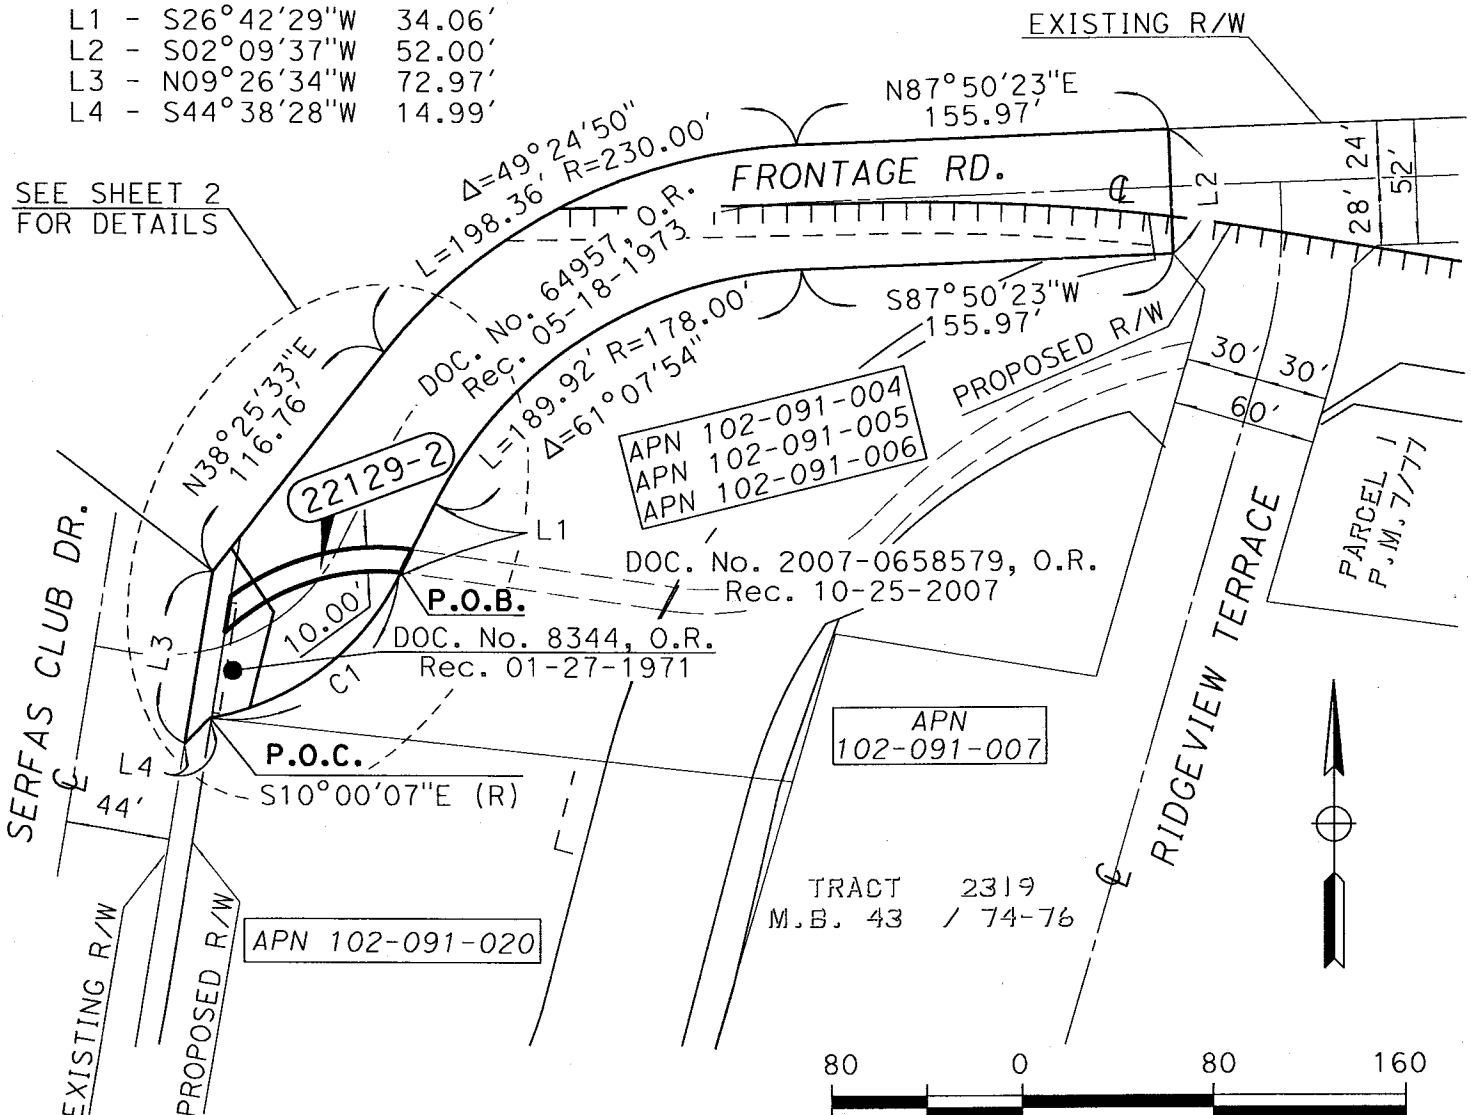 L1 - S26°42'29"W 34.06'
L2 - S02°09'37"W 52.00'
L3 - N09°26'34"W 72.97'
L4 - S44°38'28"W 14.99'
EXISTING R/W
N87°50'23"E
155.97'
Δ=49°24'50"
L=198.36' R=230.00'
SEE SHEET 2
FOR DETAILS
FRONTAGE RD.
℄
L2
28' 24'
52'
DOC. No. 64957, O.R.
Rec. 05-18-1973
S87°50'23"W
155.97'
L=189.92' R=178.00'
Δ=61°07'54"
N38°25'33"E
116.76'
PROPOSED R/W
30' 30'
60'
APN 102-091-004
APN 102-091-005
APN 102-091-006
22129-2
L1
PARCEL 1
P.M. 7/77
DOC. No. 2007-0658579, O.R.
Rec. 10-25-2007
P.O.B.
10.00'
DOC. No. 8344, O.R.
Rec. 01-27-1971
L3
C1
SERFAS CLUB DR.
℄
RIDGEVIEW TERRACE
℄
APN
102-091-007
P.O.C.
L4
S10°00'07"E (R)
44'
TRACT 2319
M.B. 43 / 74-76
EXISTING R/W
PROPOSED R/W
APN 102-091-020
80 0 80 160